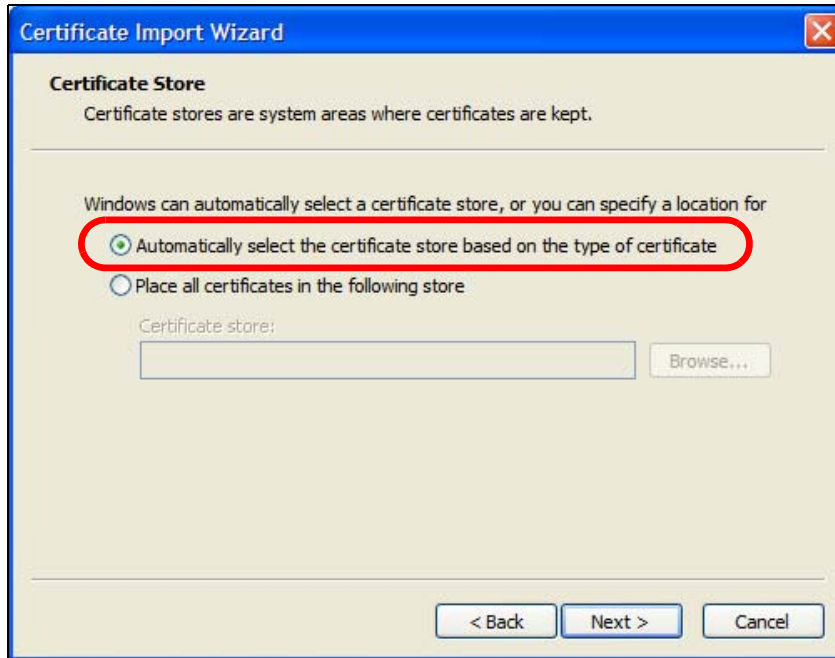 Certificate Import Wizard
Certificate Store
Certificate stores are system areas where certificates are kept.
Windows can automatically select a certificate store, or you can specify a location for
Automatically select the certificate store based on the type of certificate
Place all certificates in the following store
Certificate store:
Browse...
< Back Next > Cancel